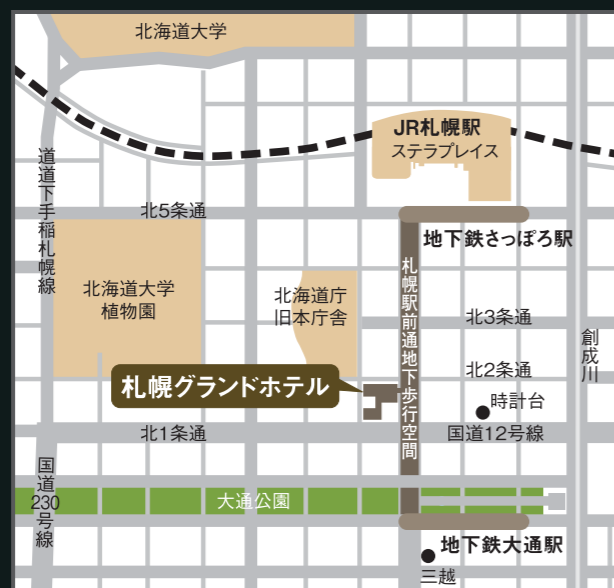 北海道大学
JR札幌駅
ステラプレイス
道道下手稲札幌線
北5条通
地下鉄さっぽろ駅
札幌駅前通地下歩行空間
北海道大学
植物園
北海道庁
旧本庁舎
北3条通
創成川
北2条通
札幌グランドホテル
時計台
北1条通
国道12号線
国道
230
号線
大通公園
地下鉄大通駅
三越